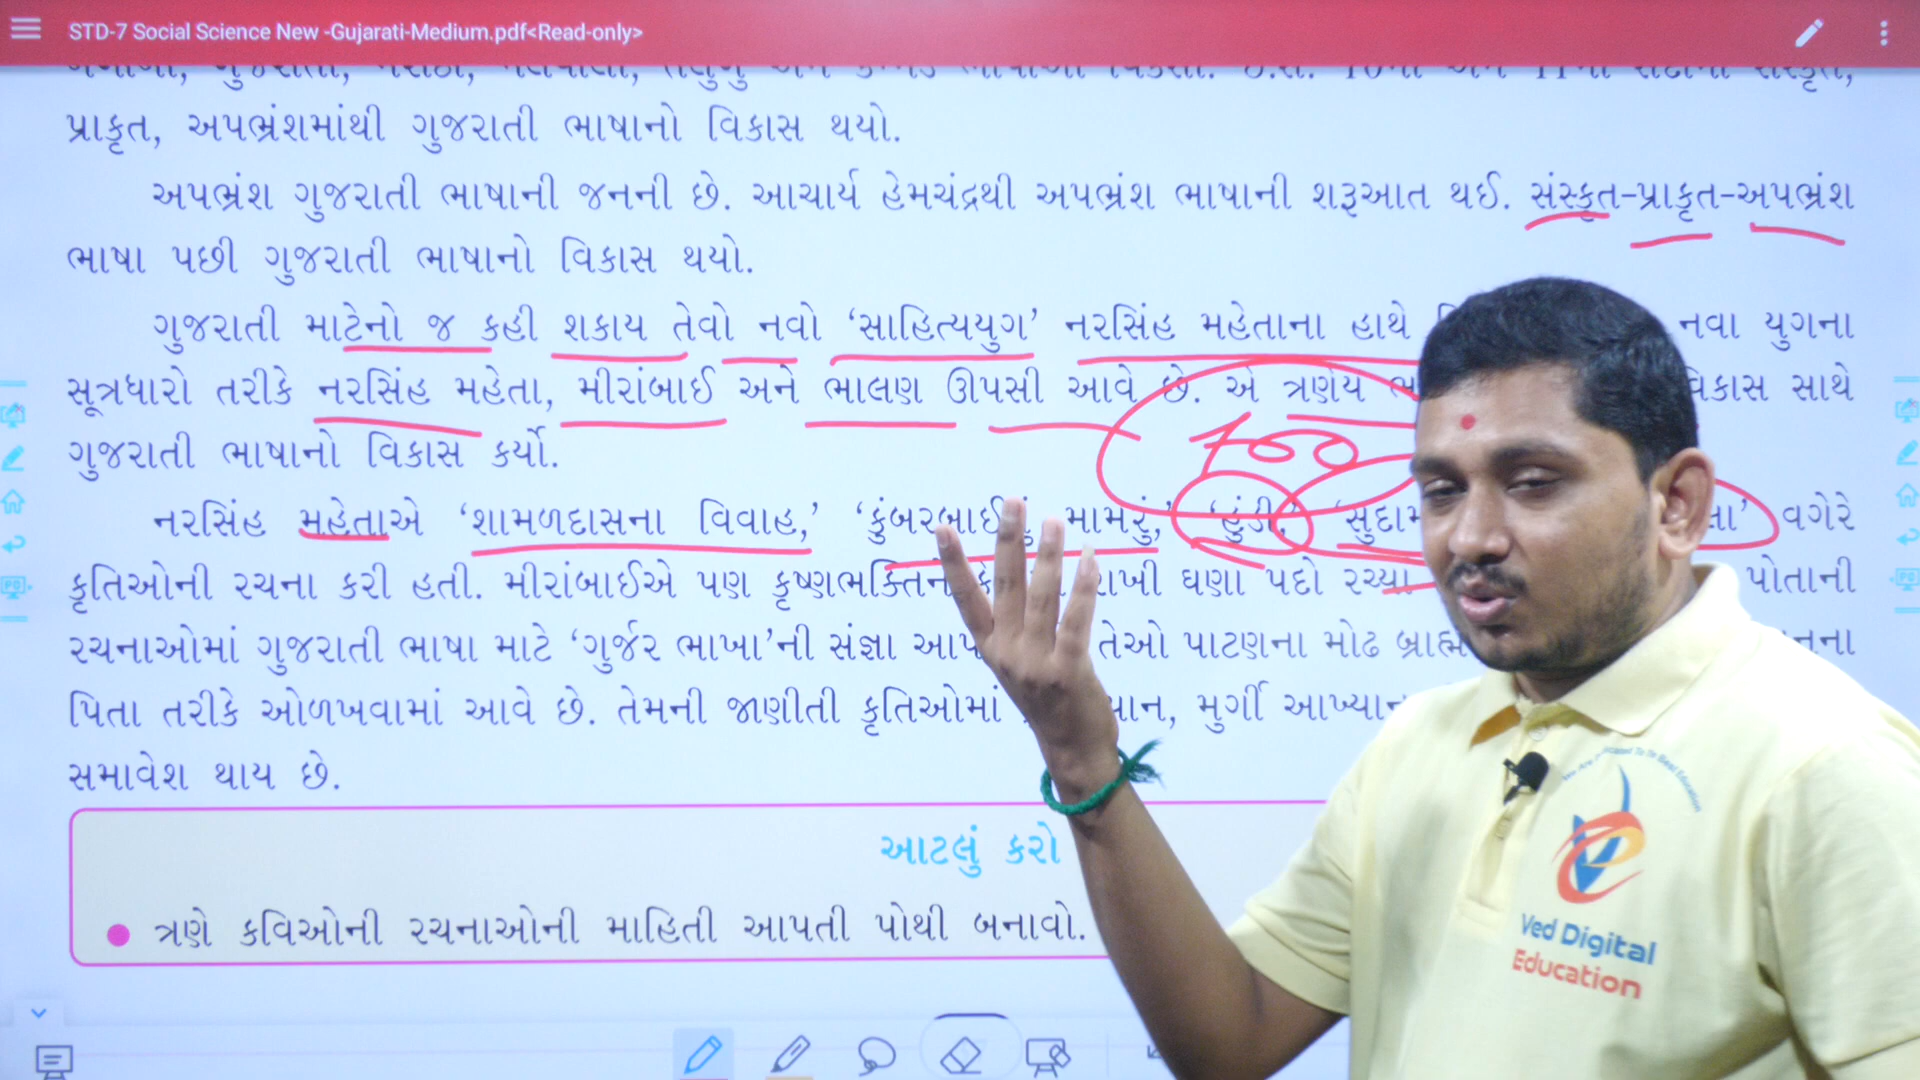 STD-7 Social Science New -Gujarati-Medium.pdf<Read-only>
પ્રાકૃત, અપભ્રંશમાંથી ગુજરાતી ભાષાનો વિકાસ થયો.
અપભ્રંશ ગુજરાતી ભાષાની જનની છે. આચાર્ય હેમચંદ્રથી અપભ્રંશ ભાષાની શરૂઆત થઈ. સંસ્કૃત-પ્રાકૃત-અપભ્રંશ
ભાષા પછી ગુજરાતી ભાષાનો વિકાસ થયો.
ગુજરાતી માટેનો જ કહી શકાય તેવો નવો ‘સાહિત્યયુગ’ નરસિંહ મહેતાના હાથે નવા યુગના
સૂત્રધારો તરીકે નરસિંહ મહેતા, મીરાંબાઈ અને ભાલણ ઊપસી આવે છે. એ ત્રણેય વિકાસ સાથે
ગુજરાતી ભાષાનો વિકાસ કર્યો.
નરસિંહ મહેતાએ ‘શામળદાસના વિવાહ,’ મામરું,’ ‘હુંડી,’ વગેરે
કૃતિઓની રચના કરી હતી. મીરાંબાઈએ પણ રાખી ઘણા પદો રચ્યા પોતાની
રચનાઓમાં ગુજરાતી ભાષા માટે ‘ગુર્જર ભાખા’ની સંજ્ઞા તેઓ પાટણના મોઢ
પિતા તરીકે ઓળખવામાં આવે છે. તેમની જાણીતી કૃતિઓમાં મુર્ગી
સમાવેશ થાય છે.
આટલું કરો
● ત્રણે કવિઓની રચનાઓની માહિતી આપતી પોથી બનાવો.
Ved Digital
Education